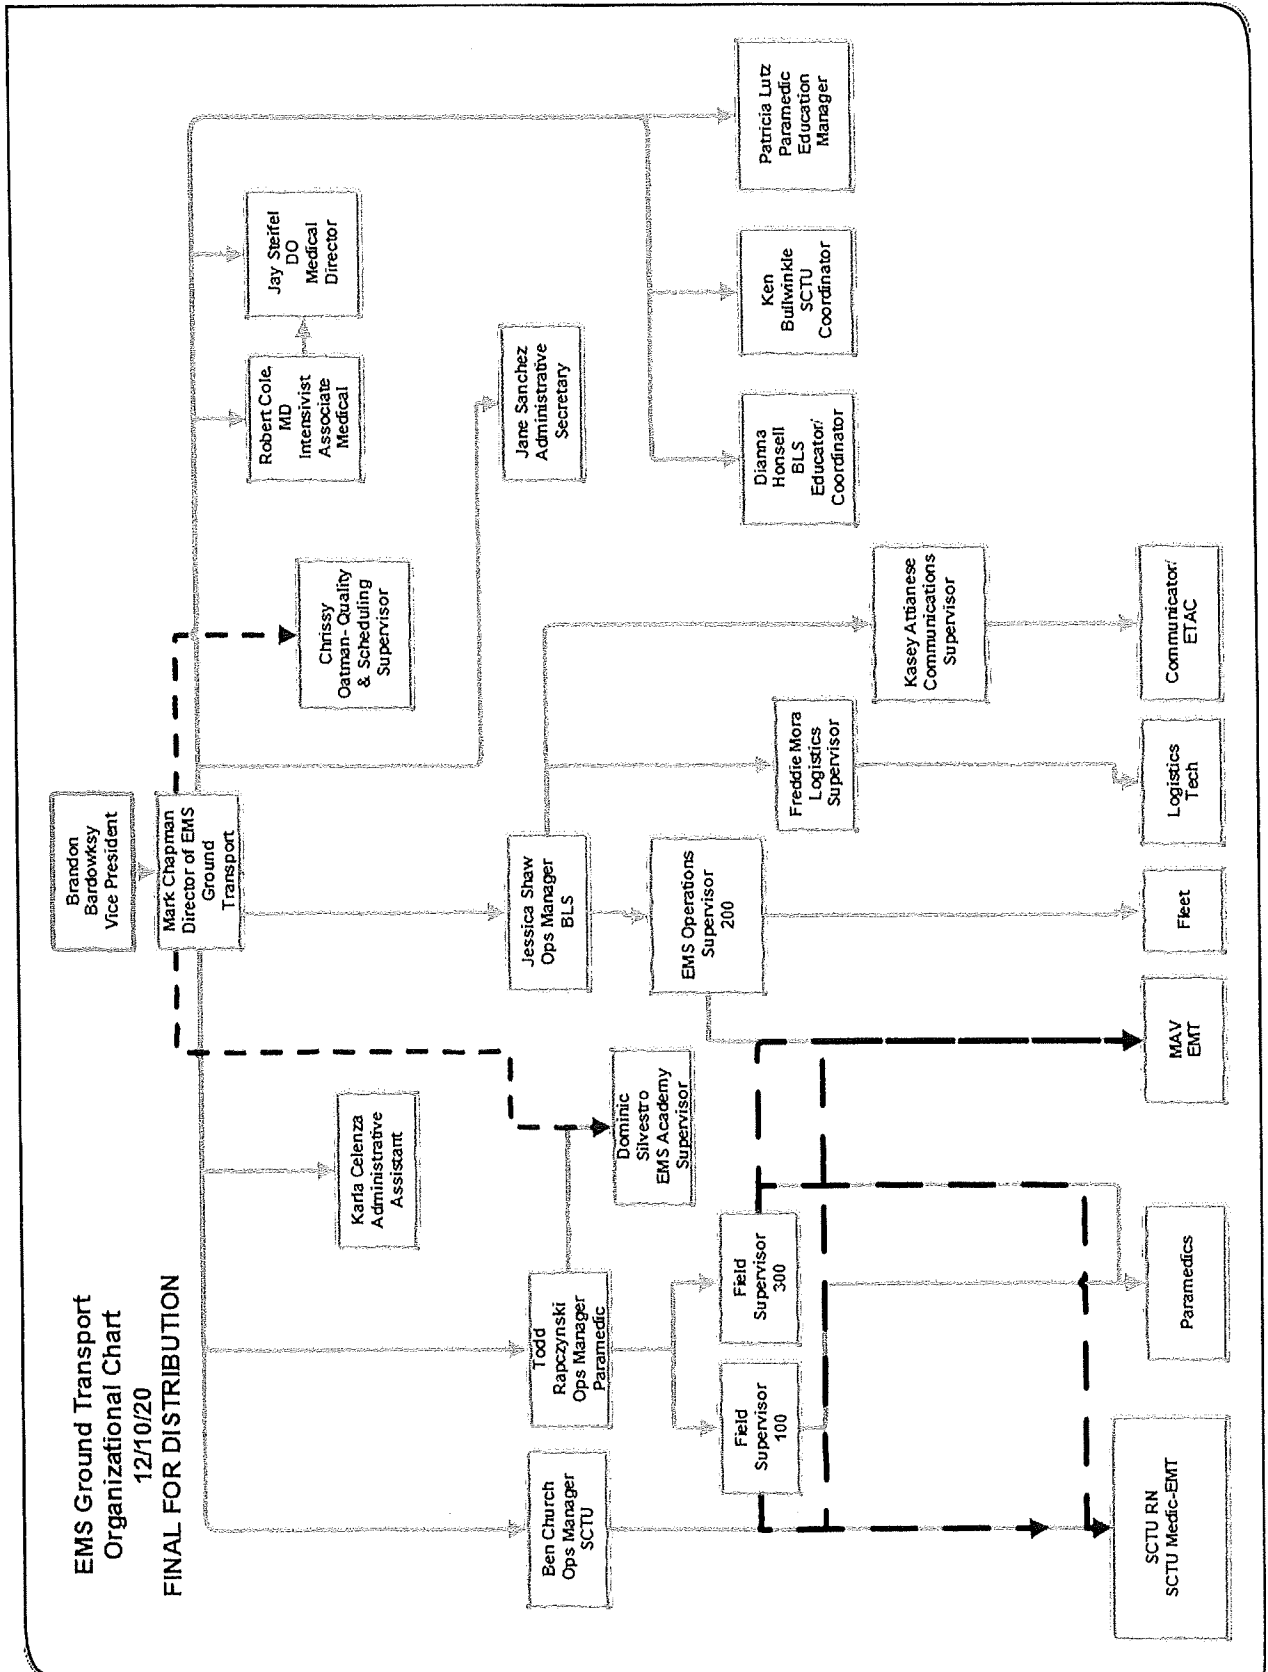 EMS Ground Transport
Organizational Chart
12/10/20
FINAL FOR DISTRIBUTION
Brandon
Bardowksy
Vice President
Mark Chapman
Director of EMS
Ground
Transport
Robert Cole,
MD
Intensivist
Associate
Medical
Jay Steifel
DO
Medical
Director
Chrissy
Oatman- Quality
& Scheduling
Supervisor
Karla Celenza
Administrative
Assistant
Jane Sanchez
Administrative
Secretary
Ben Church
Ops Manager
SCTU
Todd
Rapczynski
Ops Manager
Paramedic
Jessica Shaw
Ops Manager
BLS
Dominic
Silvestro
EMS Academy
Supervisor
EMS Operations
Supervisor
200
Field
Supervisor
100
Field
Supervisor
300
Freddie Mora
Logistics
Supervisor
Kasey Attianese
Communications
Supervisor
Dianna
Honsell
BLS
Educator/
Coordinator
Ken
Bullwinkle
SCTU
Coordinator
Patricia Lutz
Paramedic
Education
Manager
SCTU RN
SCTU Medic-EMT
Paramedics
MAV
EMT
Fleet
Logistics
Tech
Communicator/
ETAC